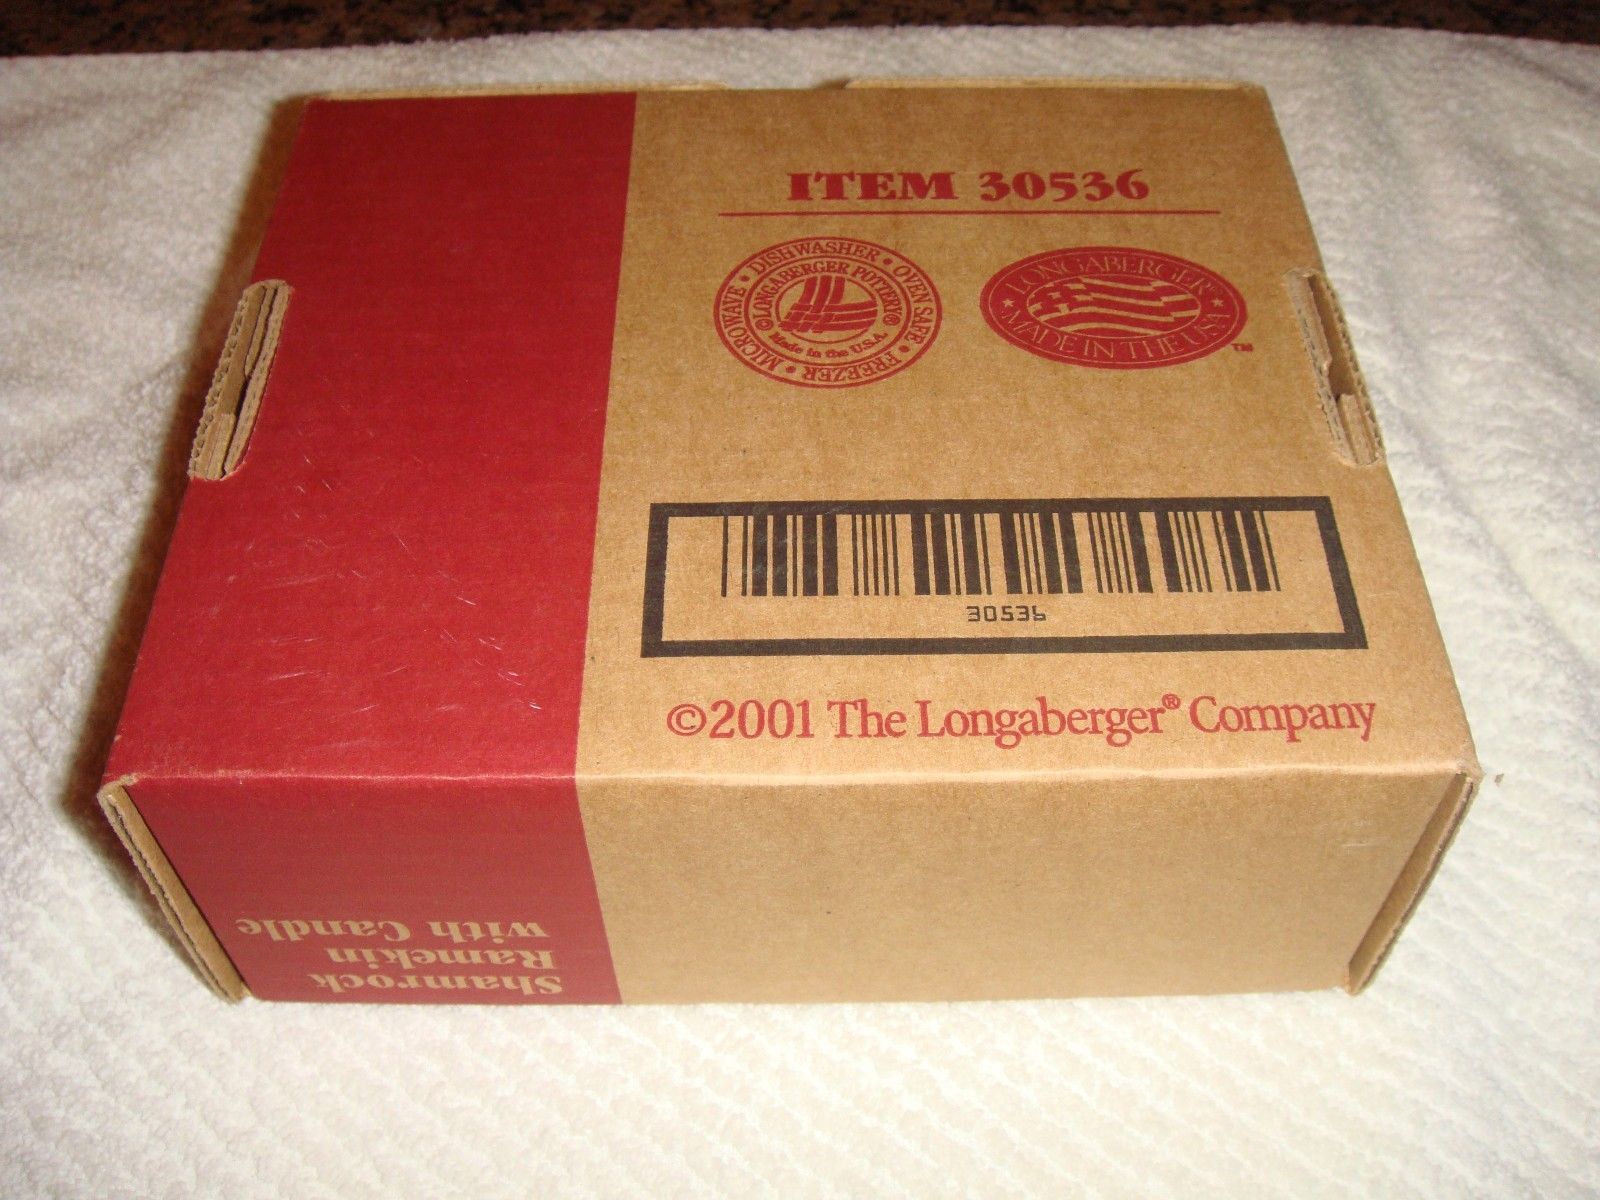 ITEM 30536
MICROWAVE • DISHWASHER • OVEN SAFE • FREEZER •
©LONGABERGER POTTERY®
Made in the U.S.A.
LONGABERGER®
★ MADE IN THE USA ★
TM
30536
©2001 The Longaberger® Company
Shamrock
Ramekin
with Candle